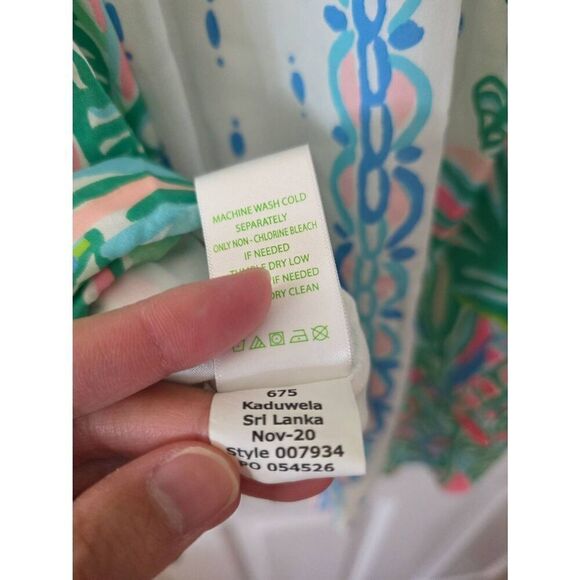 MACHINE WASH COLD
SEPARATELY
ONLY NON - CHLORINE BLEACH
IF NEEDED
DRY LOW
IF NEEDED
DRY CLEAN
675
Kaduwela
Sri Lanka
Nov-20
Style 007934
PO 054526